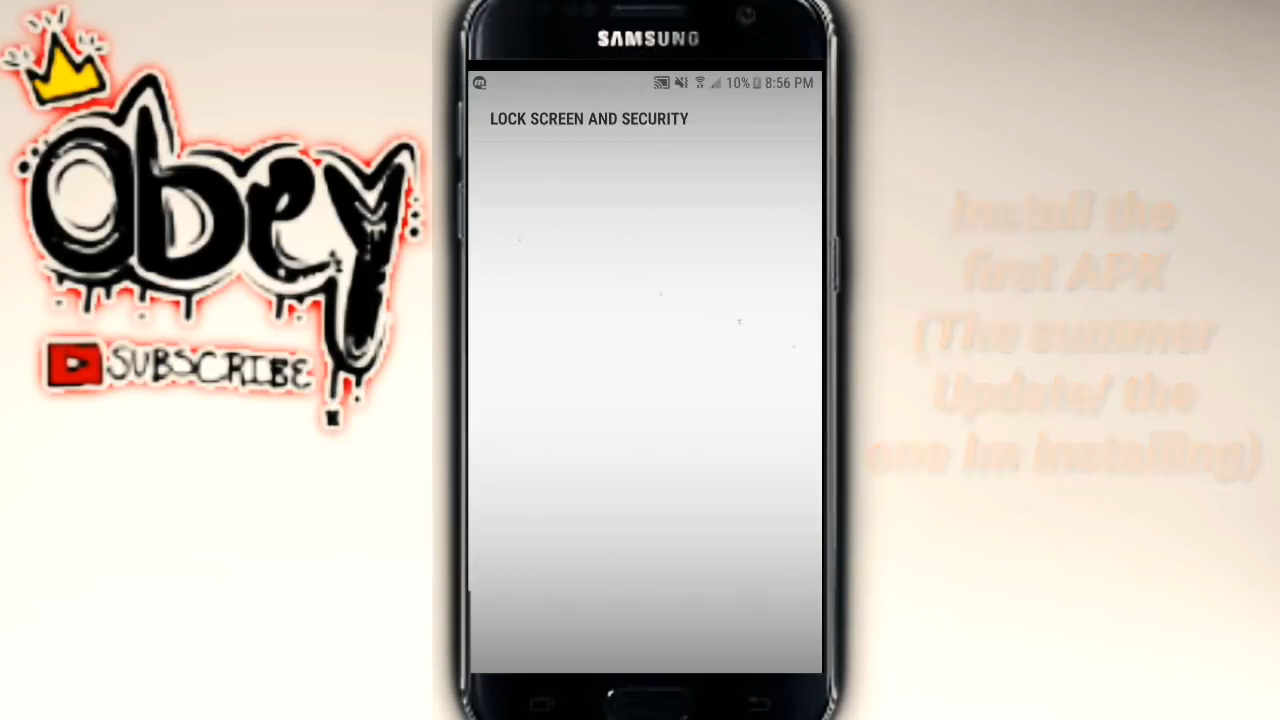 Obey
SUBSCRIBE
SAMSUNG
10% 8:56 PM
LOCK SCREEN AND SECURITY
Install the
first APK
(The summer
Update/ the
one Im Installing)